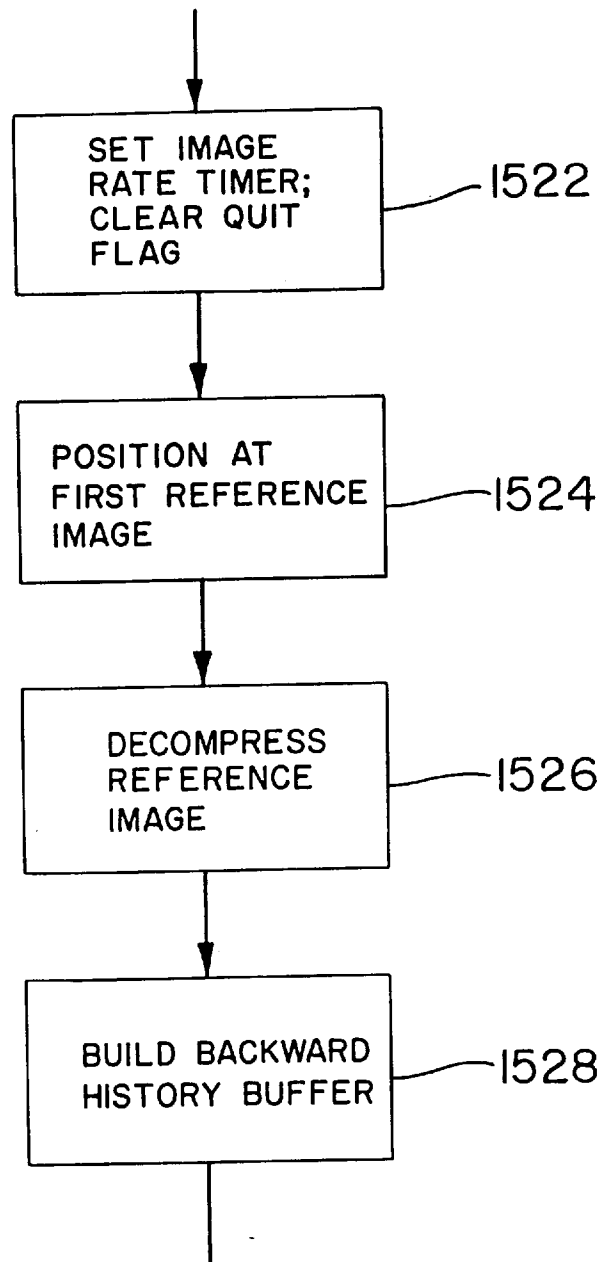 SET IMAGE
RATE TIMER;
CLEAR QUIT
FLAG
1522
POSITION AT
FIRST REFERENCE
IMAGE
1524
DECOMPRESS
REFERENCE
IMAGE
1526
BUILD BACKWARD
HISTORY BUFFER
1528